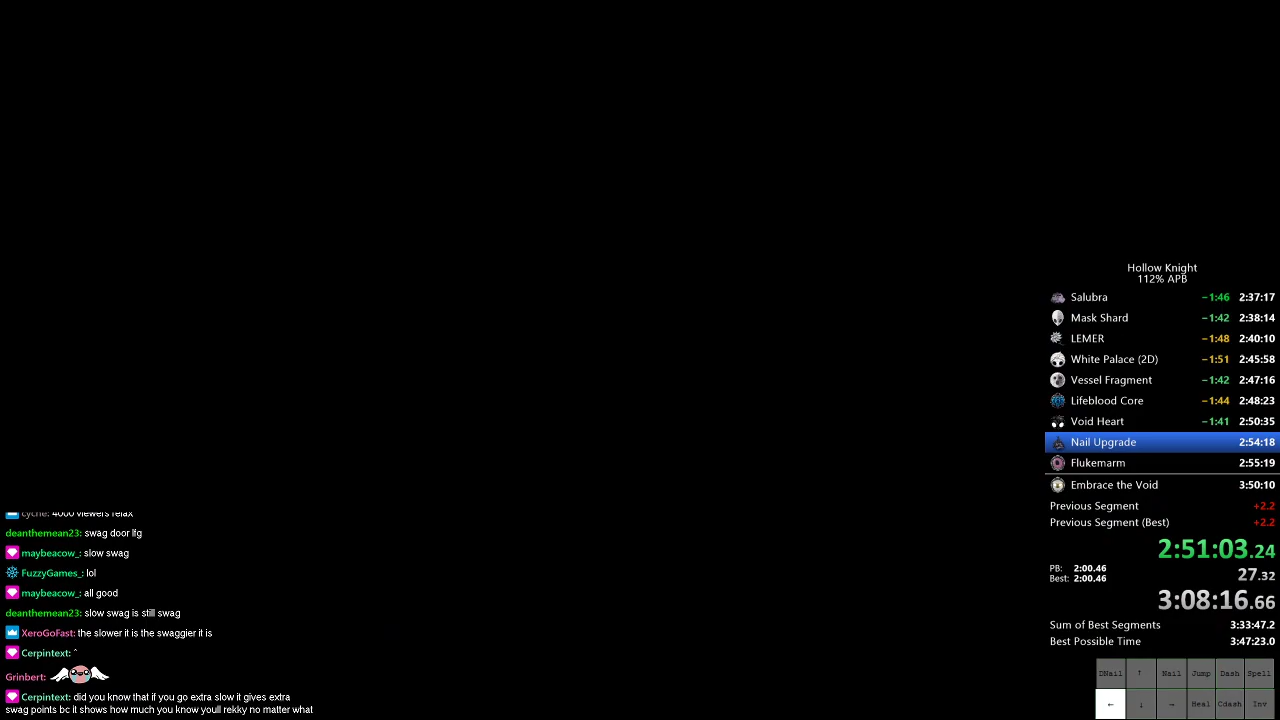 Hollow Knight
112% APB
Salubra −1:46 2:37:17
Mask Shard −1:42 2:38:14
LEMER −1:48 2:40:10
White Palace (2D) −1:51 2:45:58
Vessel Fragment −1:42 2:47:16
Lifeblood Core −1:44 2:48:23
Void Heart −1:41 2:50:35
Nail Upgrade 2:54:18
Flukemarm 2:55:19
Embrace the Void 3:50:10
Previous Segment +2.2
Previous Segment (Best) +2.2
2:51:03.24
PB: 2:00.46 27.32
Best: 2:00.46
3:08:16.66
Sum of Best Segments 3:33:47.2
Best Possible Time 3:47:23.0
DNail ↑ Nail Jump Dash Spell
← ↓ → Heal Cdash Inv
cyche: 4000 viewers relax
deanthemean23: swag door lfg
maybeacow_: slow swag
FuzzyGames_: lol
maybeacow_: all good
deanthemean23: slow swag is still swag
XeroGoFast: the slower it is the swaggier it is
Cerpintext: ^
Grinbert:
Cerpintext: did you know that if you go extra slow it gives extra
swag points bc it shows how much you know youll rekky no matter what